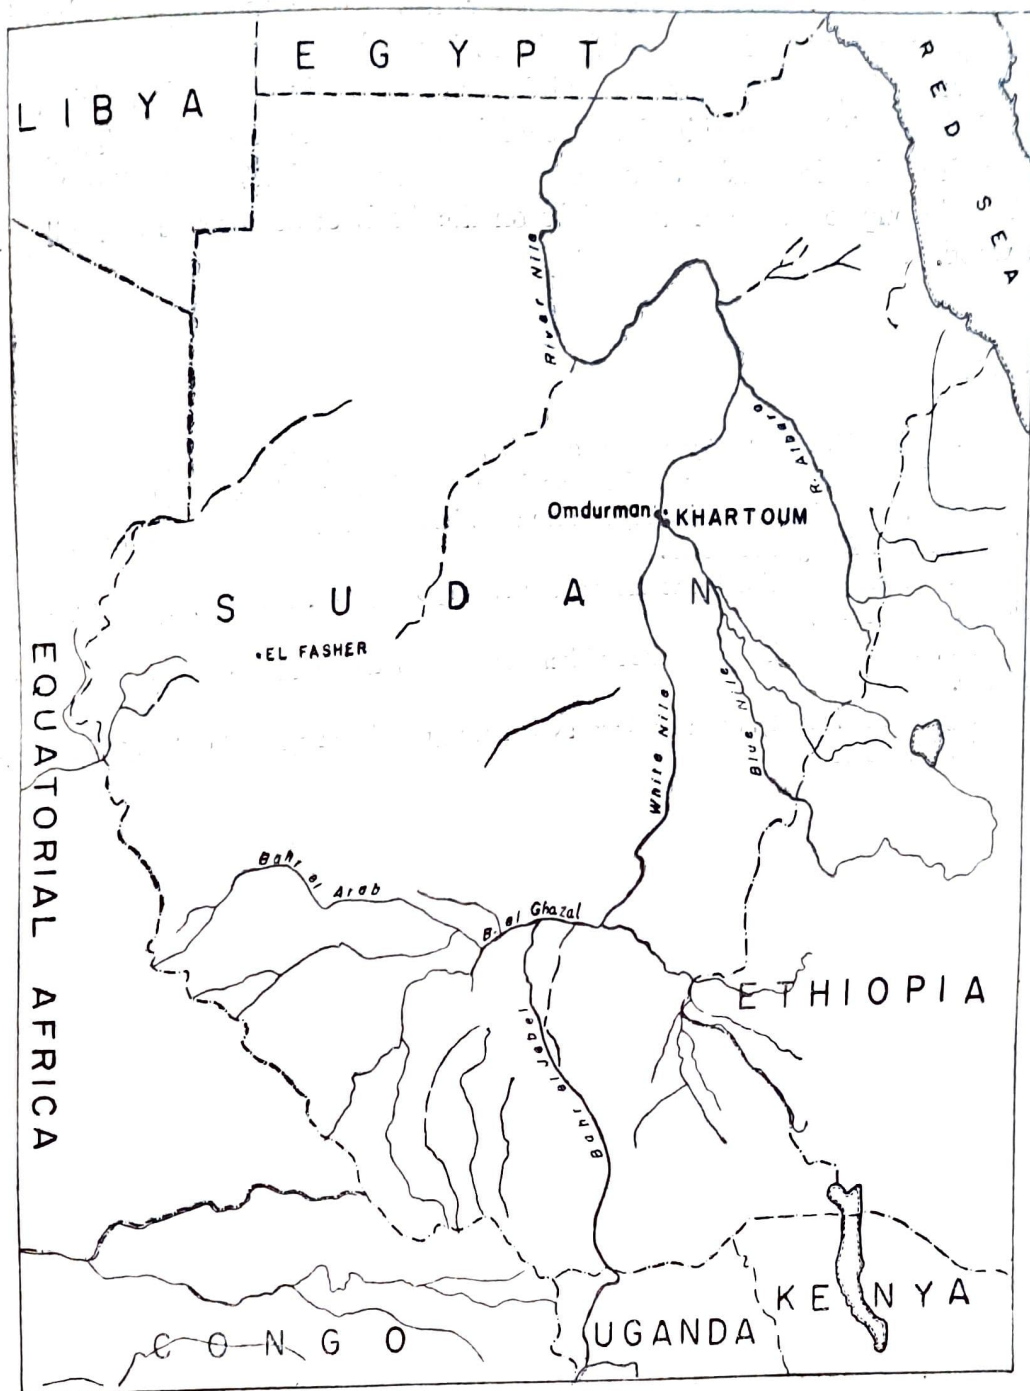 EGYPT
LIBYA
RED SEA
River Nile
R. Atbara
Omdurman
KHARTOUM
SUDAN
EL FASHER
EQUATORIAL AFRICA
White Nile
Blue Nile
Bahr el Arab
B. el Ghazal
ETHIOPIA
Bahr el Jebel
KENYA
UGANDA
CONGO